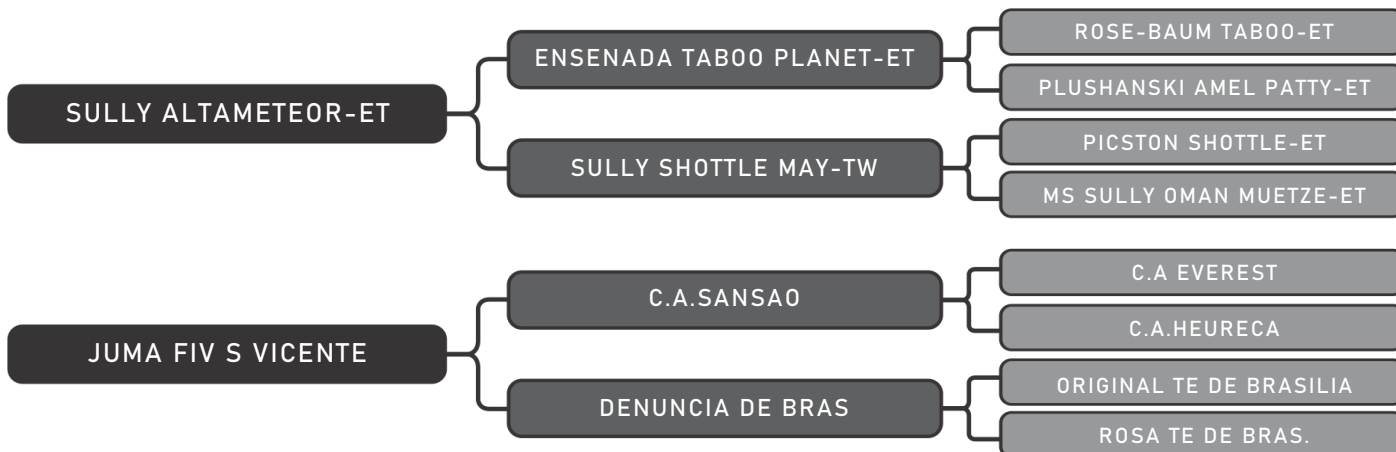 SULLY ALTAMETEOR-ET
ENSENADA TABOO PLANET-ET
ROSE-BAUM TABOO-ET
PLUSHANSKI AMEL PATTY-ET
SULLY SHOTTLE MAY-TW
PICSTON SHOTTLE-ET
MS SULLY OMAN MUETZE-ET
JUMA FIV S VICENTE
C.A.SANSAO
C.A EVEREST
C.A.HEURECA
DENUNCIA DE BRAS
ORIGINAL TE DE BRASILIA
ROSA TE DE BRAS.